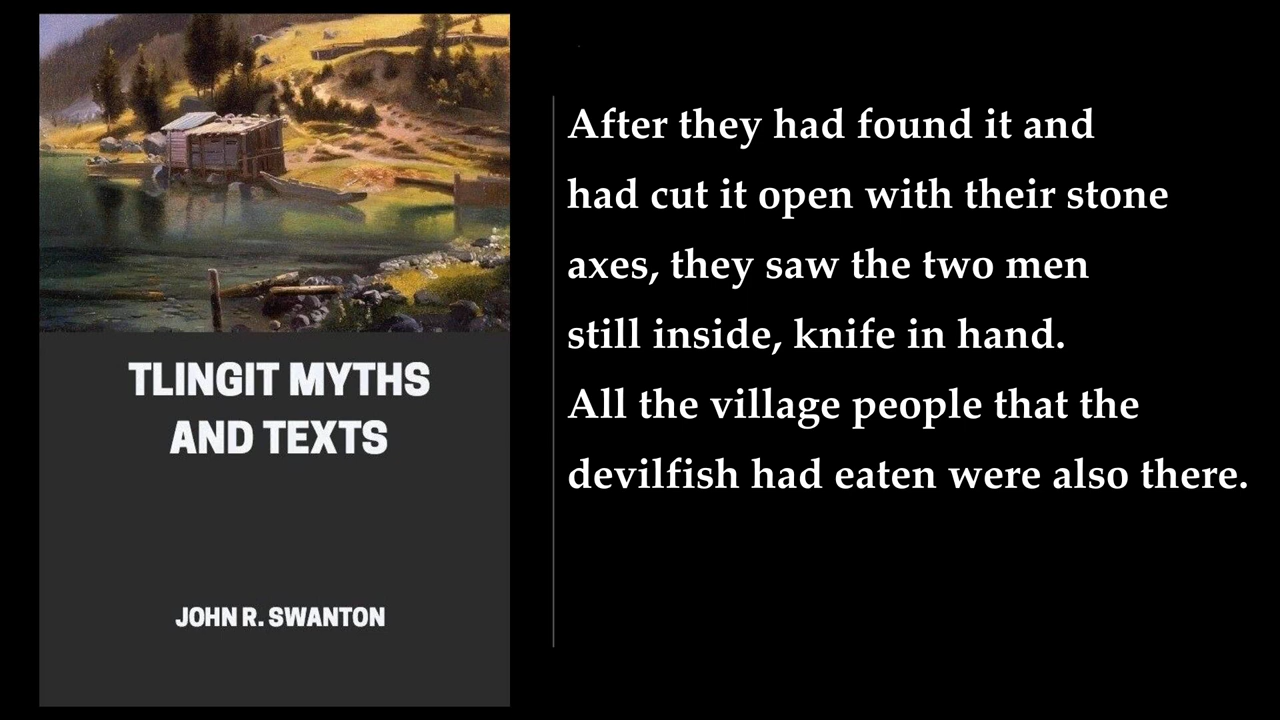 TLINGIT MYTHS
AND TEXTS
JOHN R. SWANTON
After they had found it and
had cut it open with their stone
axes, they saw the two men
still inside, knife in hand.
All the village people that the
devilfish had eaten were also there.